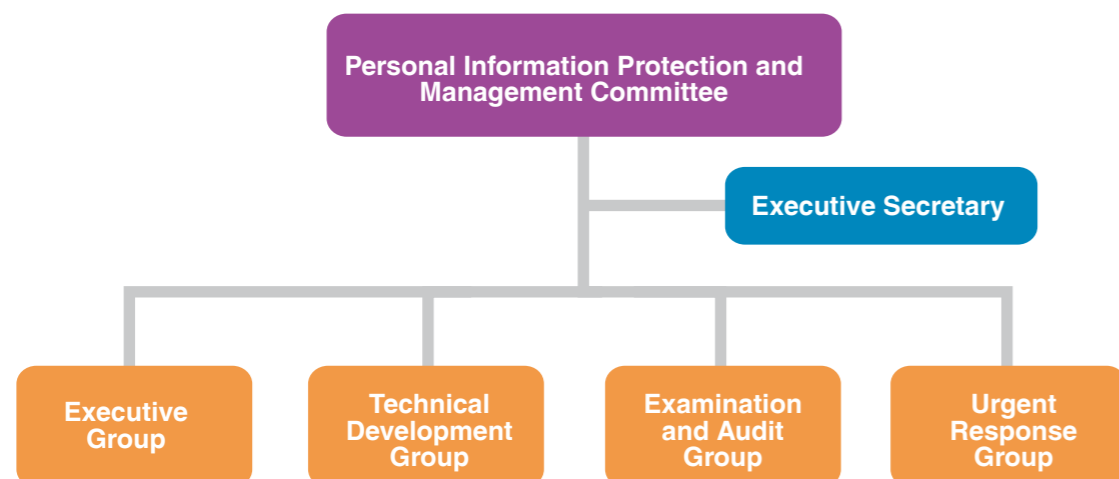 Personal Information Protection and
Management Committee
Executive Secretary
Executive
Group
Technical
Development
Group
Examination
and Audit
Group
Urgent
Response
Group